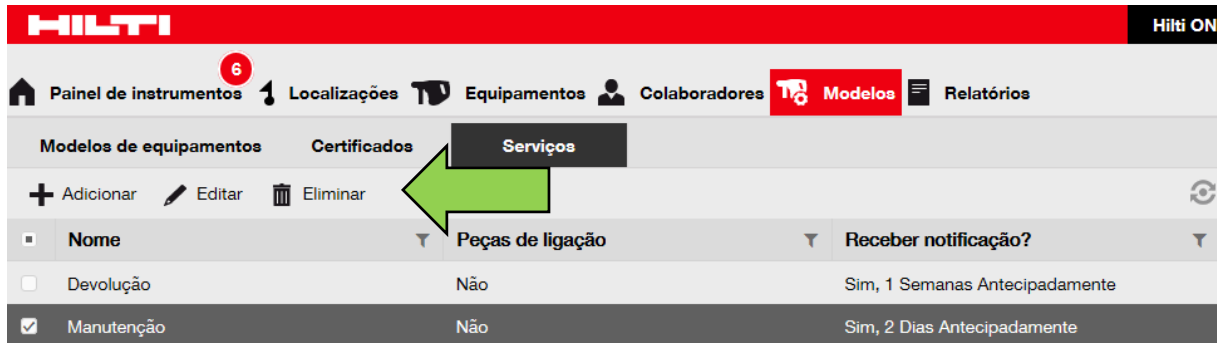 HILTI
Hilti ON
6
Painel de instrumentos Localizações Equipamentos Colaboradores Modelos Relatórios
Modelos de equipamentos Certificados Serviços
Adicionar Editar Eliminar
Nome Peças de ligação Receber notificação?
Devolução Não Sim, 1 Semanas Antecipadamente
Manutenção Não Sim, 2 Dias Antecipadamente